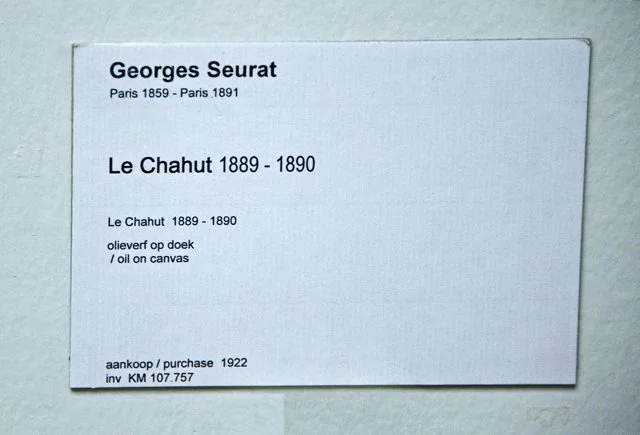 Georges Seurat
Paris 1859 - Paris 1891
Le Chahut 1889 - 1890
Le Chahut 1889 - 1890
olieverf op doek
/ oil on canvas
aankoop / purchase 1922
inv KM 107.757